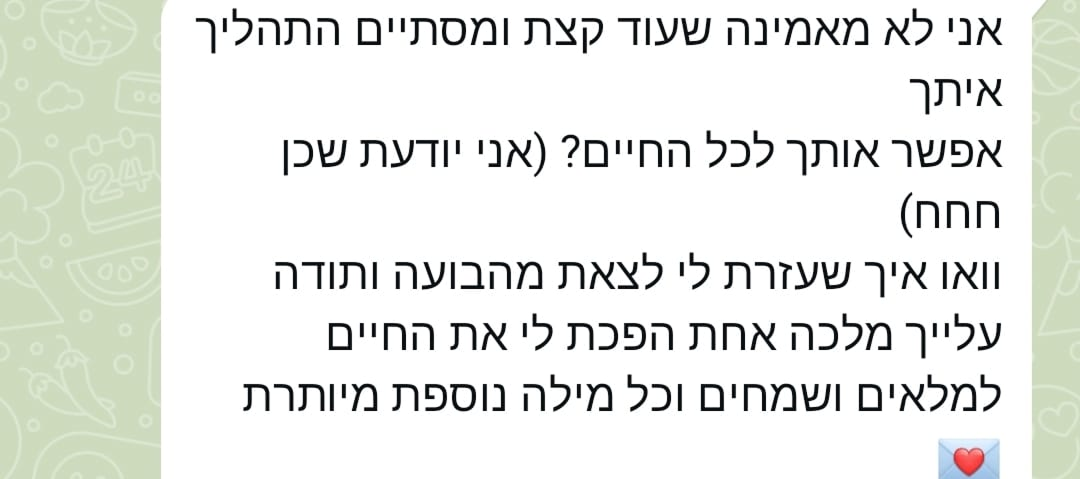 אני לא מאמינה שעוד קצת ומסתיים התהליך
איתך
אפשר אותך לכל החיים? (אני יודעת שכן
חחח)
וואו איך שעזרת לי לצאת מהבועה ותודה
עלייך מלכה אחת הפכת לי את החיים
למלאים ושמחים וכל מילה נוספת מיותרת
💌